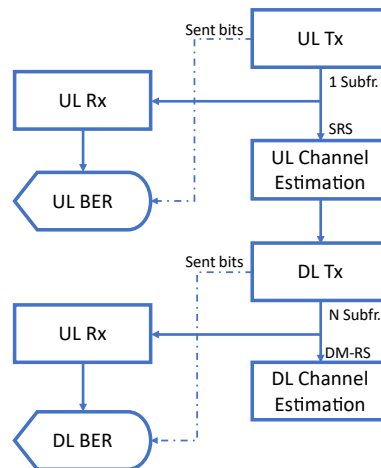 Sent bits
UL Tx
1 Subfr.
UL Rx
SRS
UL Channel
Estimation
UL BER
Sent bits
DL Tx
N Subfr.
UL Rx
DM-RS
DL Channel
Estimation
DL BER